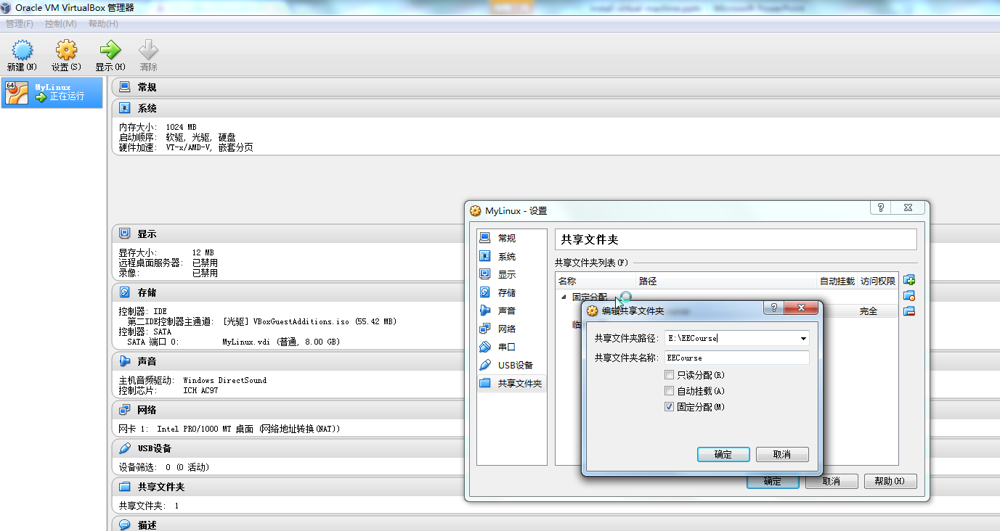 Oracle VM VirtualBox 管理器
管理(F) 控制(M) 帮助(H)
新建(N) 设置(S) 显示(H) 清除
64
MyLinux
正在运行
常规
系统
内存大小: 1024 MB
启动顺序: 软驱, 光驱, 硬盘
硬件加速: VT-x/AMD-V, 嵌套分页
显示
显存大小: 12 MB
远程桌面服务器: 已禁用
录像: 已禁用
存储
控制器: IDE
第二IDE控制器主通道: [光驱] VBoxGuestAdditions.iso (55.42 MB)
控制器: SATA
SATA 端口 0: MyLinux.vdi (普通, 8.00 GB)
声音
主机音频驱动: Windows DirectSound
控制芯片: ICH AC97
网络
网卡 1: Intel PRO/1000 MT 桌面 (网络地址转换(NAT))
USB设备
设备筛选: 0 (0 活动)
共享文件夹
共享文件夹: 1
描述
MyLinux - 设置
常规
系统
显示
存储
声音
网络
串口
USB设备
共享文件夹
共享文件夹
共享文件夹列表(F)
名称 路径 自动挂载 访问权限
固定分配
完全
临
编辑共享文件夹
共享文件夹路径: E:\EECourse
共享文件夹名称: EECourse
只读分配(R)
自动挂载(A)
固定分配(M)
确定 取消
确定 取消 帮助(H)